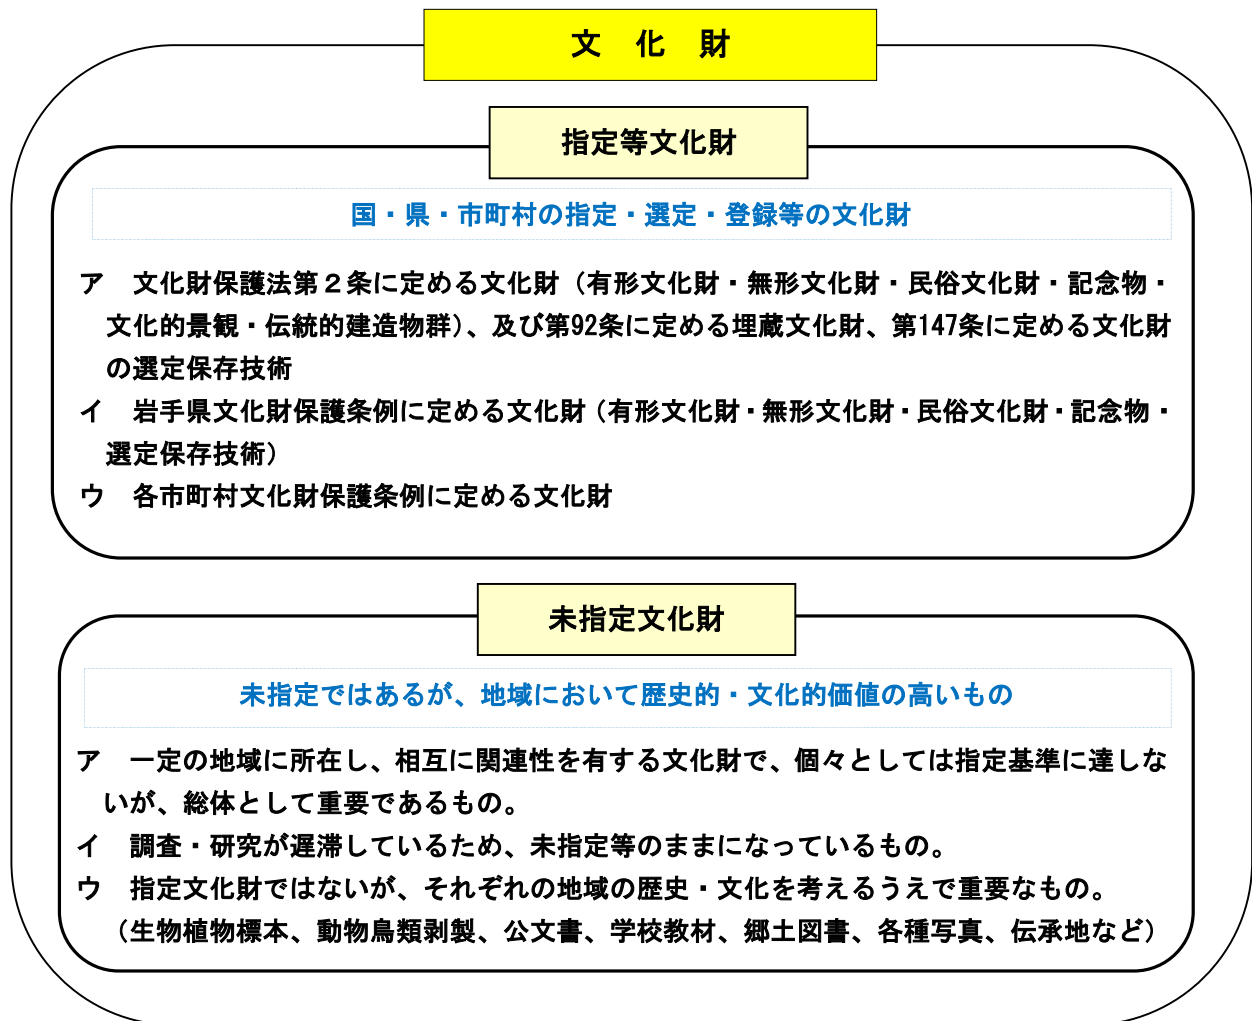 文　化　財
指定等文化財
国・県・市町村の指定・選定・登録等の文化財
ア　文化財保護法第２条に定める文化財（有形文化財・無形文化財・民俗文化財・記念物・
文化的景観・伝統的建造物群）、及び第92条に定める埋蔵文化財、第147条に定める文化財
の選定保存技術
イ　岩手県文化財保護条例に定める文化財（有形文化財・無形文化財・民俗文化財・記念物・
選定保存技術）
ウ　各市町村文化財保護条例に定める文化財
未指定文化財
未指定ではあるが、地域において歴史的・文化的価値の高いもの
ア　一定の地域に所在し、相互に関連性を有する文化財で、個々としては指定基準に達しな
いが、総体として重要であるもの。
イ　調査・研究が遅滞しているため、未指定等のままになっているもの。
ウ　指定文化財ではないが、それぞれの地域の歴史・文化を考えるうえで重要なもの。
（生物植物標本、動物鳥類剥製、公文書、学校教材、郷土図書、各種写真、伝承地など）